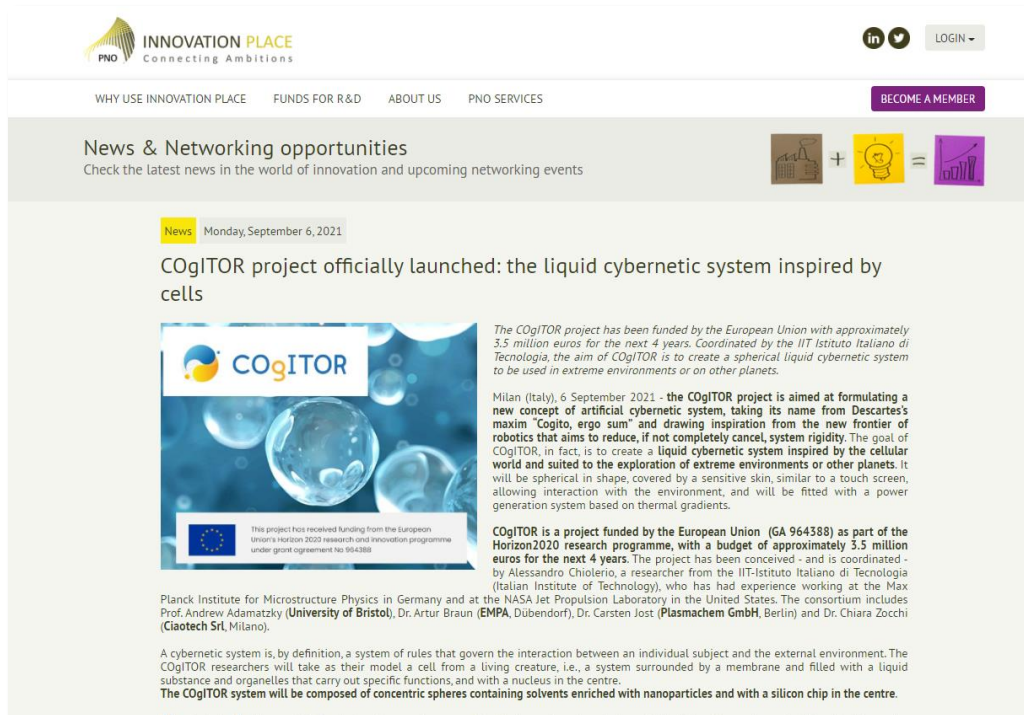 INNOVATION PLACE
PNO Connecting Ambitions
LOGIN
WHY USE INNOVATION PLACE FUNDS FOR R&D ABOUT US PNO SERVICES BECOME A MEMBER
News & Networking opportunities
Check the latest news in the world of innovation and upcoming networking events
+ =
News Monday, September 6, 2021
COgITOR project officially launched: the liquid cybernetic system inspired by
cells
COgITOR
This project has received funding from the European
Union's Horizon 2020 research and innovation programme
under grant agreement No 964388
The COgITOR project has been funded by the European Union with approximately
3.5 million euros for the next 4 years. Coordinated by the IIT Istituto Italiano di
Tecnologia, the aim of COgITOR is to create a spherical liquid cybernetic system
to be used in extreme environments or on other planets.
Milan (Italy), 6 September 2021 - the COgITOR project is aimed at formulating a
new concept of artificial cybernetic system, taking its name from Descartes's
maxim "Cogito, ergo sum" and drawing inspiration from the new frontier of
robotics that aims to reduce, if not completely cancel, system rigidity. The goal of
COgITOR, in fact, is to create a liquid cybernetic system inspired by the cellular
world and suited to the exploration of extreme environments or other planets. It
will be spherical in shape, covered by a sensitive skin, similar to a touch screen,
allowing interaction with the environment, and will be fitted with a power
generation system based on thermal gradients.
COgITOR is a project funded by the European Union (GA 964388) as part of the
Horizon2020 research programme, with a budget of approximately 3.5 million
euros for the next 4 years. The project has been conceived - and is coordinated -
by Alessandro Chiolerio, a researcher from the IIT-Istituto Italiano di Tecnologia
(Italian Institute of Technology), who has had experience working at the Max
Planck Institute for Microstructure Physics in Germany and at the NASA Jet Propulsion Laboratory in the United States. The consortium includes
Prof. Andrew Adamatzky (University of Bristol), Dr. Artur Braun (EMPA, Dübendorf), Dr. Carsten Jost (Plasmachem GmbH, Berlin) and Dr. Chiara Zocchi
(Ciaotech Srl, Milano).
A cybernetic system is, by definition, a system of rules that govern the interaction between an individual subject and the external environment. The
COgITOR researchers will take as their model a cell from a living creature, i.e., a system surrounded by a membrane and filled with a liquid
substance and organelles that carry out specific functions, and with a nucleus in the centre.
The COgITOR system will be composed of concentric spheres containing solvents enriched with nanoparticles and with a silicon chip in the centre.